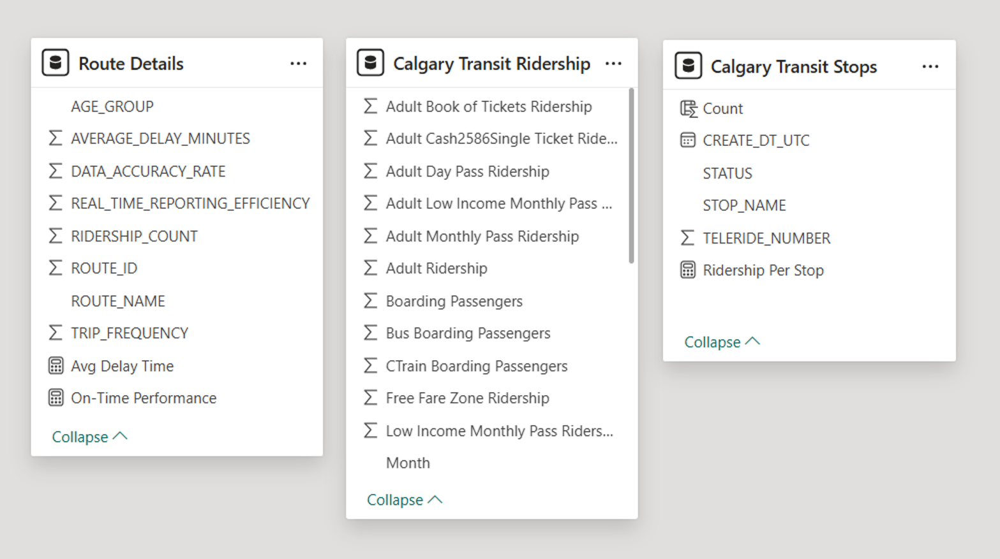 Route Details
AGE_GROUP
AVERAGE_DELAY_MINUTES
DATA_ACCURACY_RATE
REAL_TIME_REPORTING_EFFICIENCY
RIDERSHIP_COUNT
ROUTE_ID
ROUTE_NAME
TRIP_FREQUENCY
Avg Delay Time
On-Time Performance
Collapse
Calgary Transit Ridership
Adult Book of Tickets Ridership
Adult Cash2586Single Ticket Ride...
Adult Day Pass Ridership
Adult Low Income Monthly Pass ...
Adult Monthly Pass Ridership
Adult Ridership
Boarding Passengers
Bus Boarding Passengers
CTrain Boarding Passengers
Free Fare Zone Ridership
Low Income Monthly Pass Riders...
Month
Collapse
Calgary Transit Stops
Count
CREATE_DT_UTC
STATUS
STOP_NAME
TELERIDE_NUMBER
Ridership Per Stop
Collapse